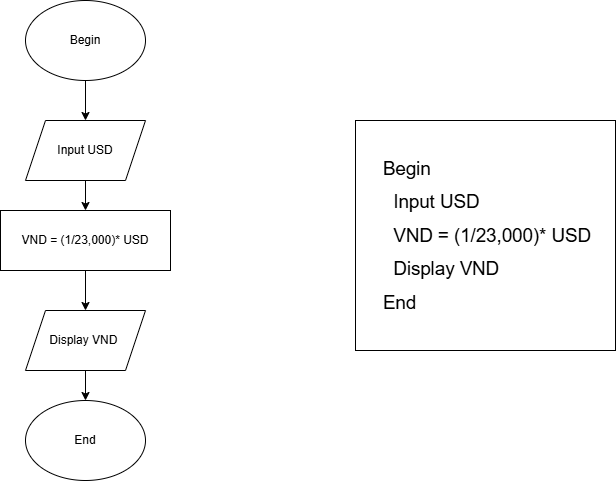 Begin
Input USD
VND = (1/23,000)* USD
Display VND
End
Begin
Input USD
VND = (1/23,000)* USD
Display VND
End